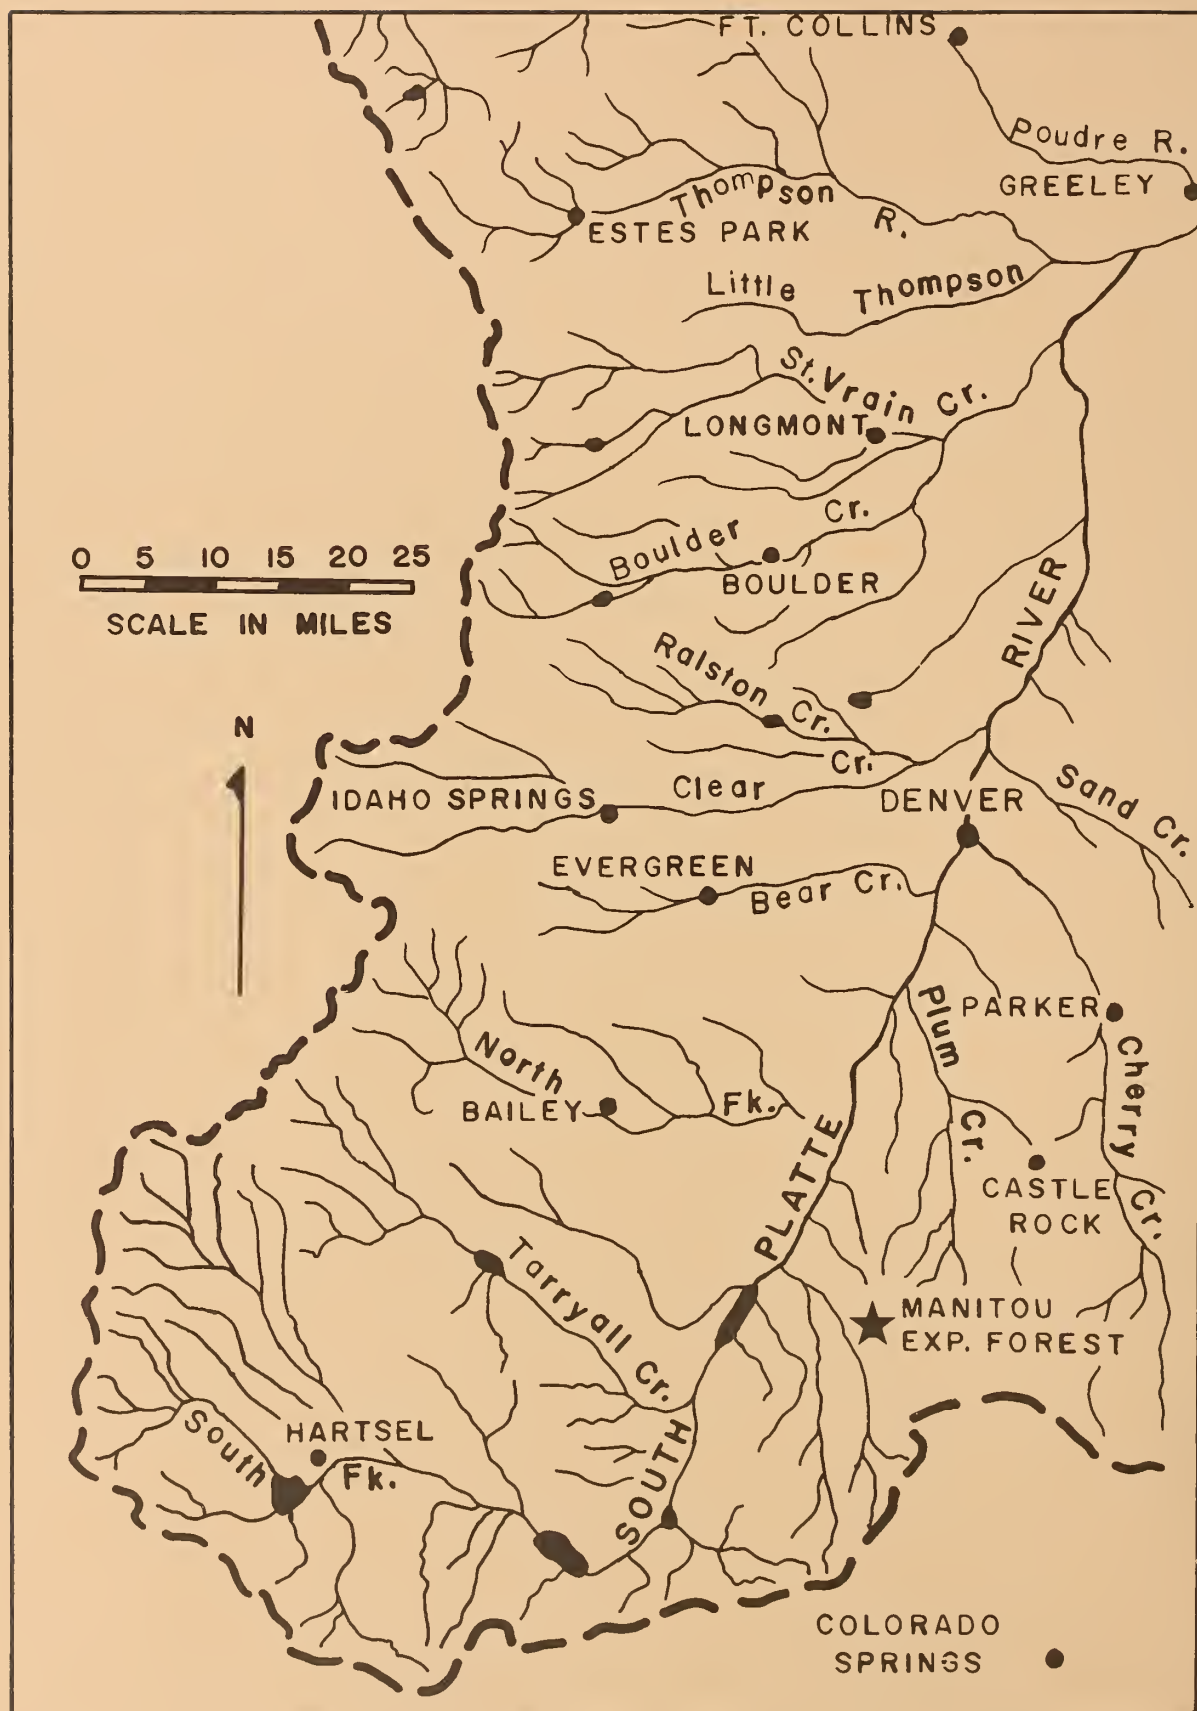 FT. COLLINS
Poudre R.
GREELEY
Thompson R.
ESTES PARK
Little Thompson
St. Vrain Cr.
LONGMONT
Boulder Cr.
BOULDER
0 5 10 15 20 25
SCALE IN MILES
RIVER
Ralston Cr.
N
Cr.
Clear
IDAHO SPRINGS
DENVER
Sand Cr.
EVERGREEN
Bear Cr.
Plum Cr.
PARKER
Cherry Cr.
North Fk.
BAILEY
PLATTE
CASTLE
ROCK
Tarryall Cr.
MANITOU
EXP. FOREST
HARTSEL
South Fk.
SOUTH
COLORADO
SPRINGS